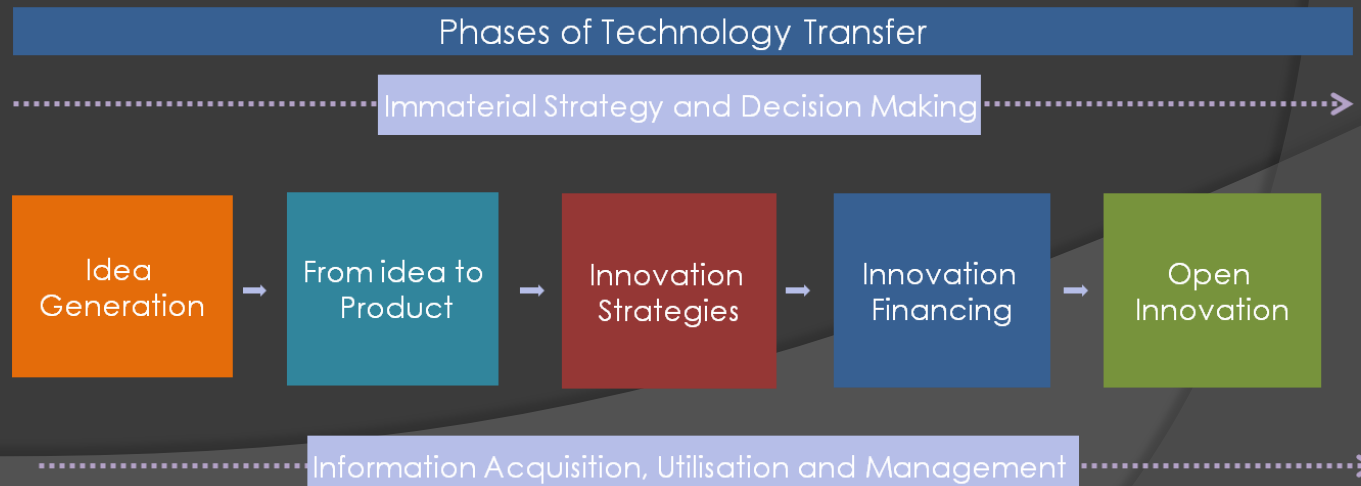 Phases of Technology Transfer
Immaterial Strategy and Decision Making
Idea
Generation
From idea to
Product
Innovation
Strategies
Innovation
Financing
Open
Innovation
Information Acquisition, Utilisation and Management